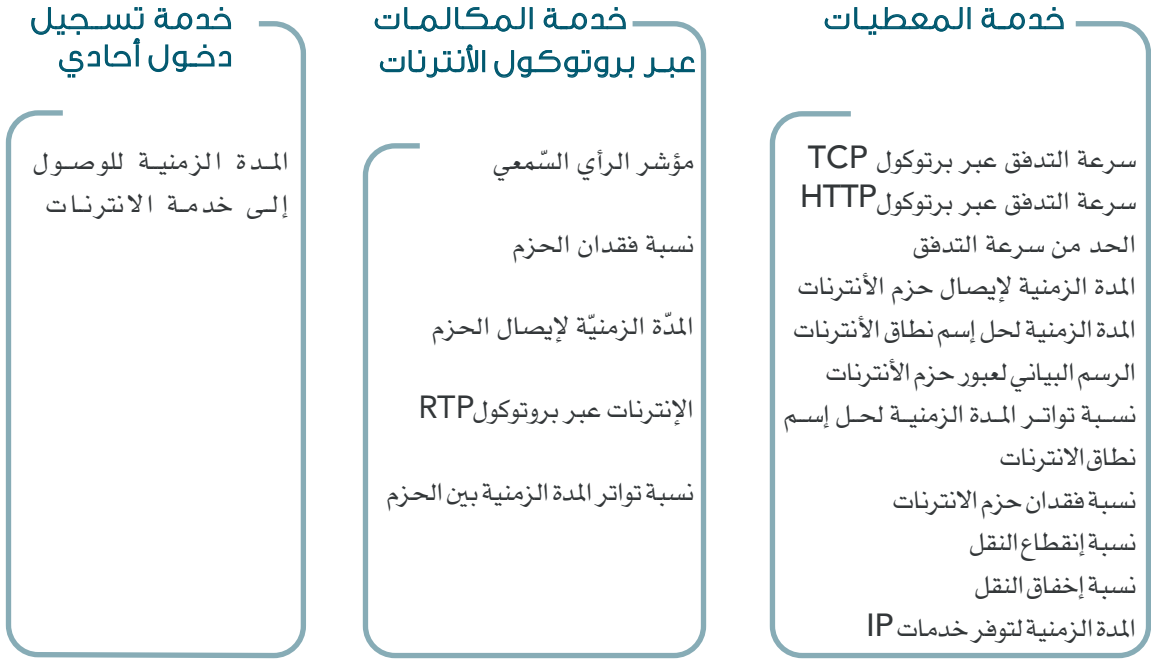 خدمة المعطيات
سرعة التدفق عبر برتوكول TCP
سرعة التدفق عبر برتوكولHTTP
الحد من سرعة التدفق
المدة الزمنية لإيصال حزم الأنترنات
المدة الزمنية لحل إسم نطاق الأنترنات
الرسم البياني لعبور حزم الأنترنات
نسبة تواتر المدة الزمنية لحل إسم
نطاق الانترنات
نسبة فقدان حزم الانترنات
نسبة إنقطاع النقل
نسبة إخفاق النقل
المدة الزمنية لتوفر خدمات IP
خدمة المكالمات
عبر بروتوكول الأنترنات
مؤشر الرأي السّمعي
نسبة فقدان الحزم
المدّة الزمنيّة لإيصال الحزم
الإنترنات عبر بروتوكولRTP
نسبة تواتر المدة الزمنية بين الحزم
خدمة تسجيل
دخول أحادي
المدة الزمنية للوصول
إلى خدمة الانترنات